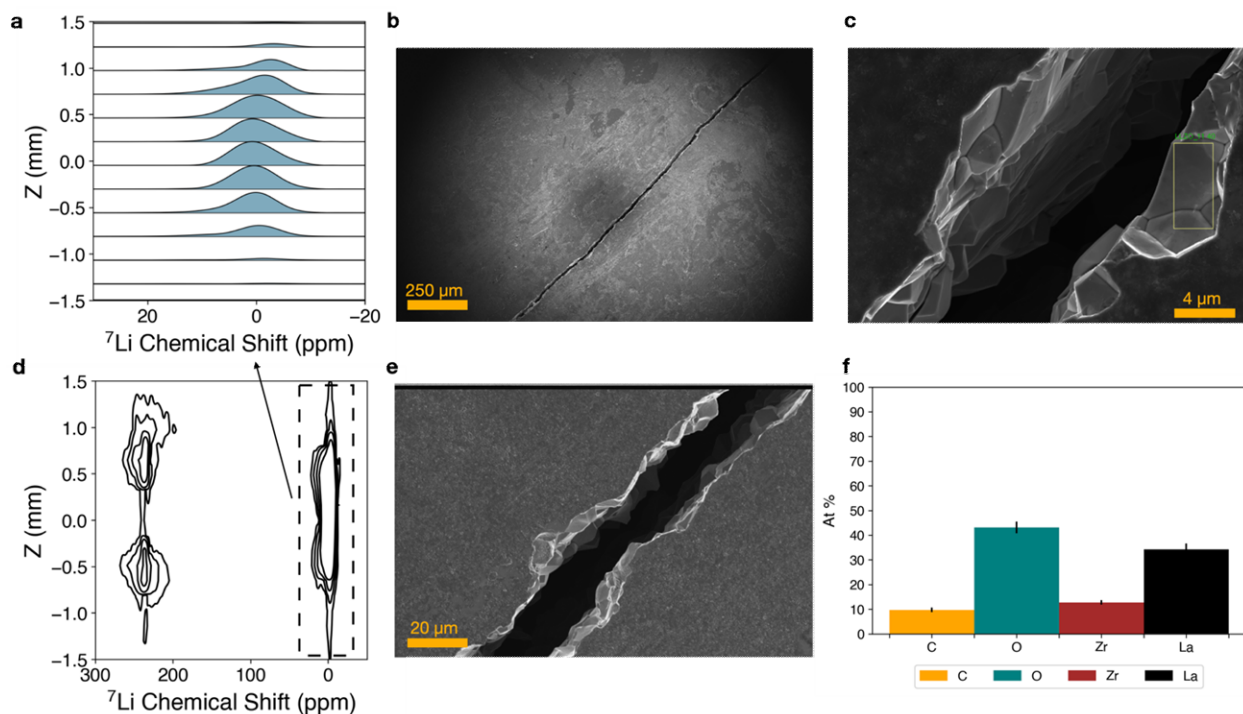 a
1.5
1.0
0.5
0.0
−0.5
−1.0
−1.5
Z (mm)
20
0
−20
⁷Li Chemical Shift (ppm)
b
250 µm
c
4 µm
d
1.5
1.0
0.5
0.0
−0.5
−1.0
−1.5
Z (mm)
300
200
100
0
⁷Li Chemical Shift (ppm)
e
20 µm
f
100
90
80
70
60
50
40
30
20
10
0
At %
C
O
Zr
La
C O Zr La